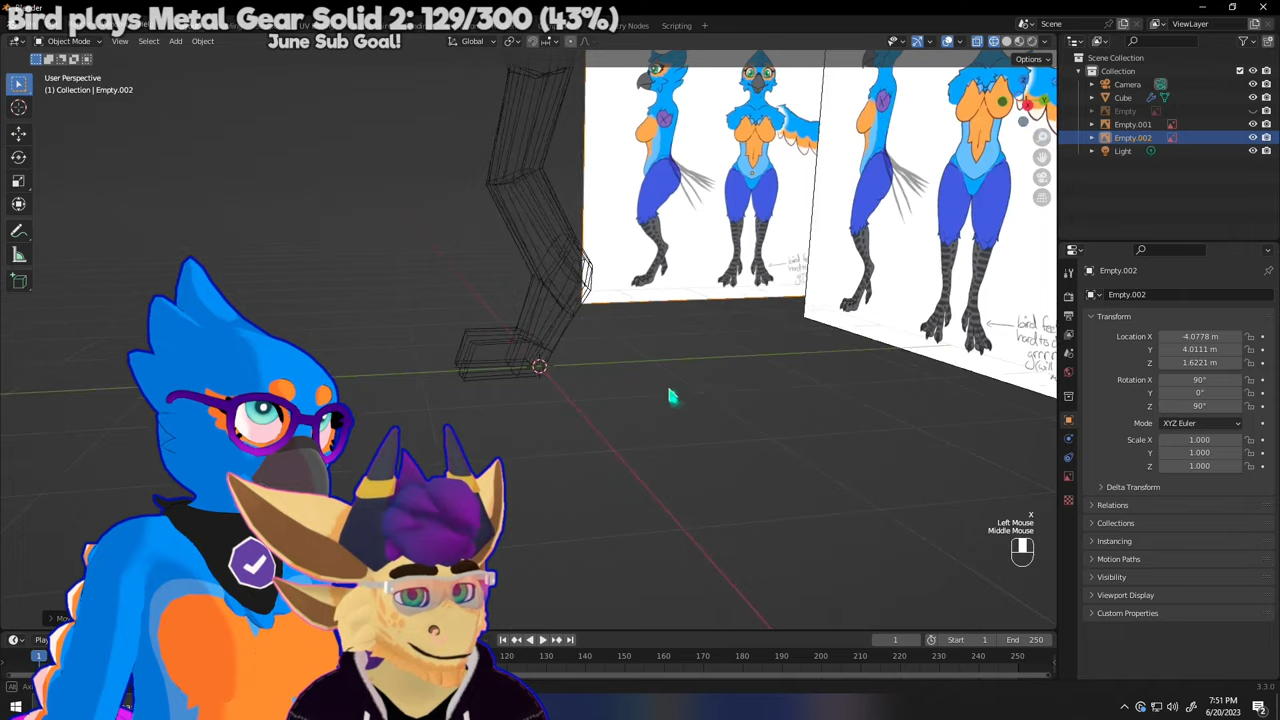 Blender
Bird plays Metal Gear Solid 2: 129/300 (43%)
June Sub Goal!
Scripting
Scene
ViewLayer
Object Mode
View
Select
Add
Object
Global
Options
User Perspective
(1) Collection | Empty.002
Scene Collection
Collection
Camera
Cube
Empty
Empty.001
Empty.002
Light
Empty.002
Empty.002
Transform
Location X -4.0778 m
Y 4.0111 m
Z 1.6221 m
Rotation X 90°
Y 0°
Z 90°
Mode XYZ Euler
Scale X 1.000
Y 1.000
Z 1.000
Delta Transform
Relations
Collections
Instancing
Motion Paths
Visibility
Viewport Display
Custom Properties
X
Left Mouse
Middle Mouse
1
Start 1
End 250
1
120 130 140 150 160 170 180 190 200 210 220 230 240 250
3.3.0
7:51 PM
6/20/2023